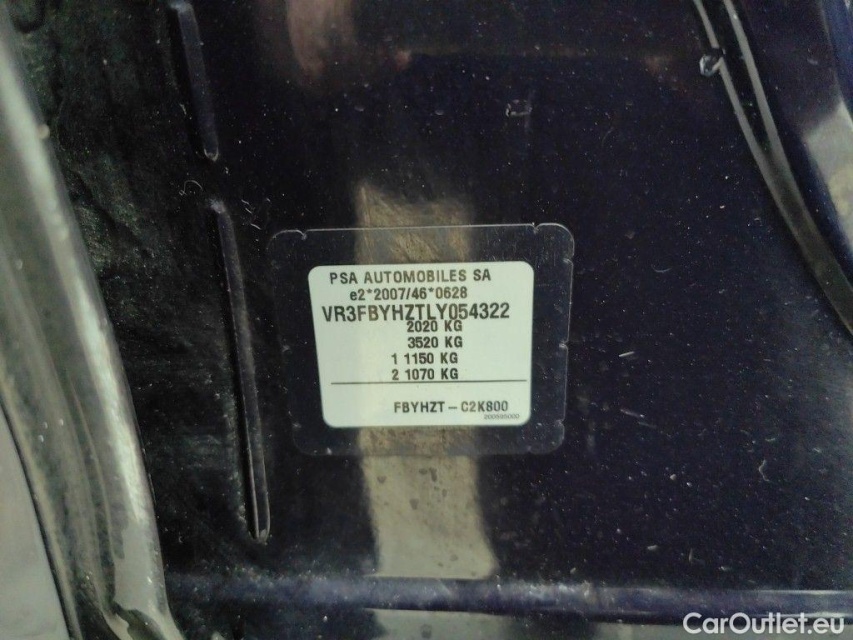 PSA AUTOMOBILES SA
e2*2007/46*0628
VR3FBYHZTLY054322
2020 KG
3520 KG
1 1150 KG
2 1070 KG
FBYHZT - C2K800
CarOutlet.eu